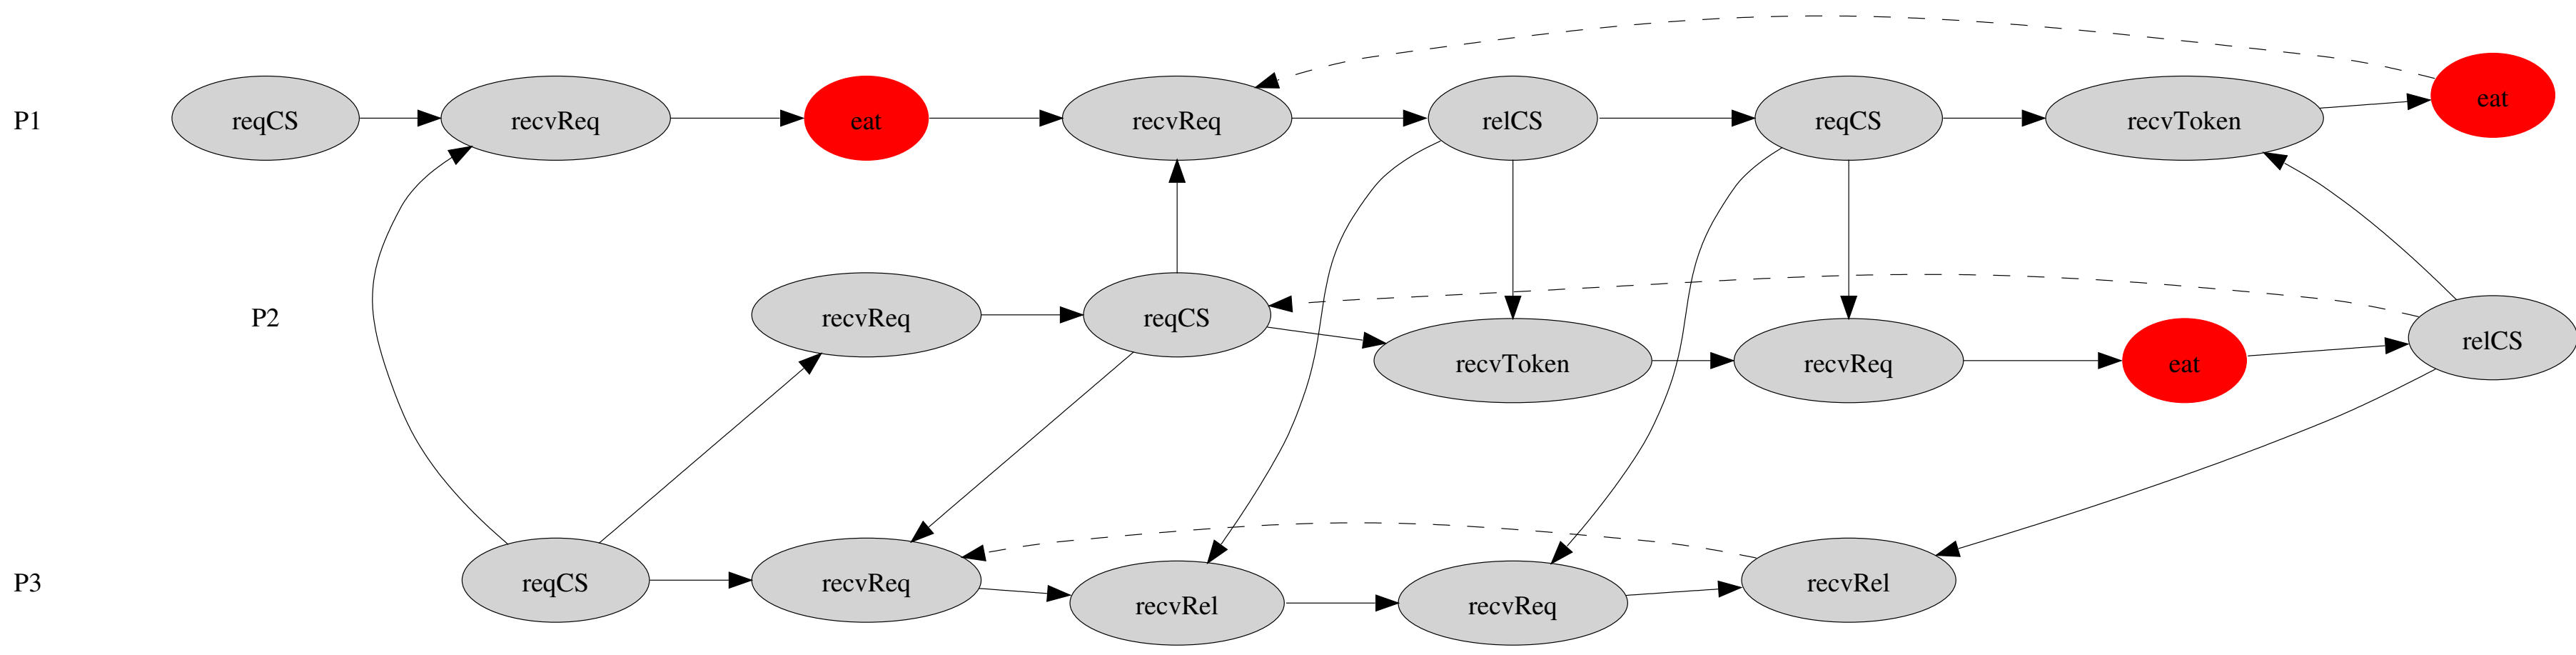 P1 reqCS recvReq eat recvReq relCS reqCS recvToken eat
P2 recvReq reqCS recvToken recvReq eat relCS
P3 reqCS recvReq recvRel recvReq recvRel